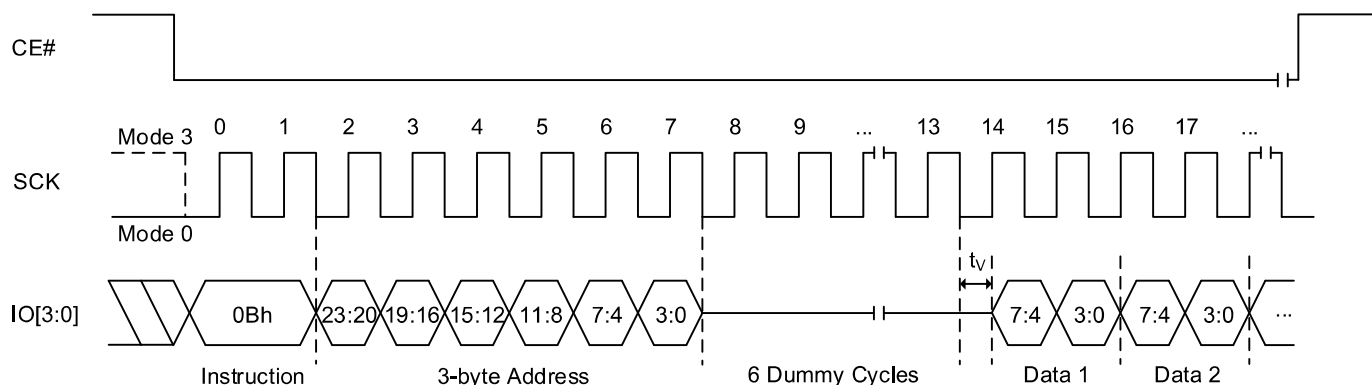 CE#
0 1 2 3 4 5 6 7 8 9 ... 13 14 15 16 17 ...
Mode 3
SCK
Mode 0
tV
IO[3:0] 0Bh 23:20 19:16 15:12 11:8 7:4 3:0 7:4 3:0 7:4 3:0 ...
Instruction 3-byte Address 6 Dummy Cycles Data 1 Data 2